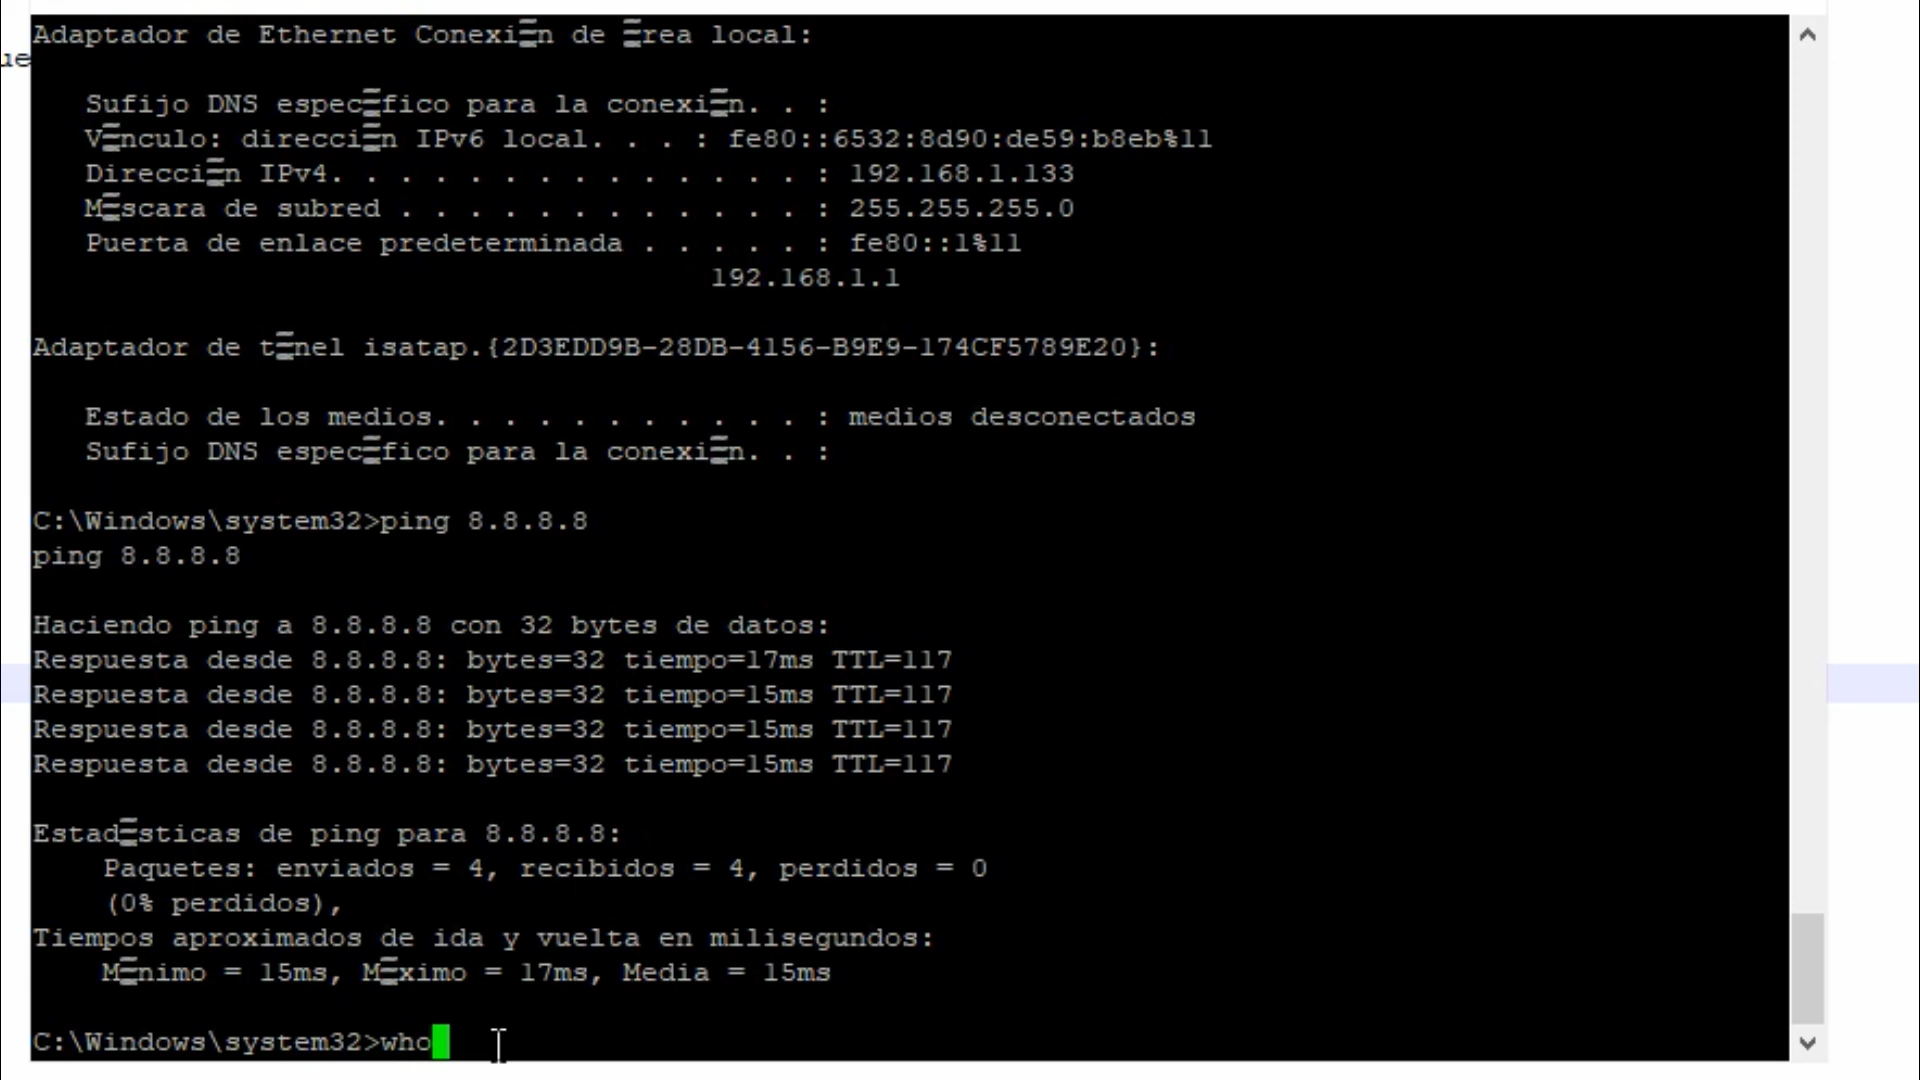 Adaptador de Ethernet Conexi�n de �rea local:
ue
Sufijo DNS espec�fico para la conexi�n. . :
V�nculo: direcci�n IPv6 local. . . : fe80::6532:8d90:de59:b8eb%11
Direcci�n IPv4. . . . . . . . . . . . . . : 192.168.1.133
M�scara de subred . . . . . . . . . . . . : 255.255.255.0
Puerta de enlace predeterminada . . . . . : fe80::1%11
192.168.1.1
Adaptador de t�nel isatap.{2D3EDD9B-28DB-4156-B9E9-174CF5789E20}:
Estado de los medios. . . . . . . . . . . : medios desconectados
Sufijo DNS espec�fico para la conexi�n. . :
C:\Windows\system32>ping 8.8.8.8
ping 8.8.8.8
Haciendo ping a 8.8.8.8 con 32 bytes de datos:
Respuesta desde 8.8.8.8: bytes=32 tiempo=17ms TTL=117
Respuesta desde 8.8.8.8: bytes=32 tiempo=15ms TTL=117
Respuesta desde 8.8.8.8: bytes=32 tiempo=15ms TTL=117
Respuesta desde 8.8.8.8: bytes=32 tiempo=15ms TTL=117
Estad�sticas de ping para 8.8.8.8:
Paquetes: enviados = 4, recibidos = 4, perdidos = 0
(0% perdidos),
Tiempos aproximados de ida y vuelta en milisegundos:
M�nimo = 15ms, M�ximo = 17ms, Media = 15ms
C:\Windows\system32>who